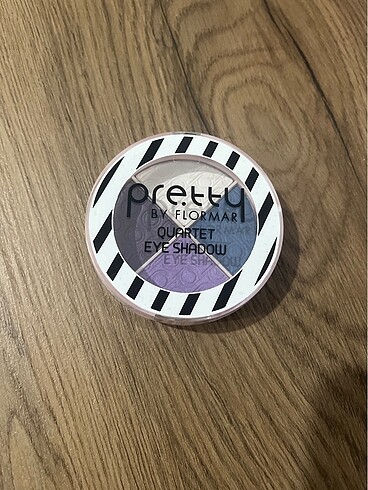 pretty
BY FLORMAR
QUARTET
EYE SHADOW